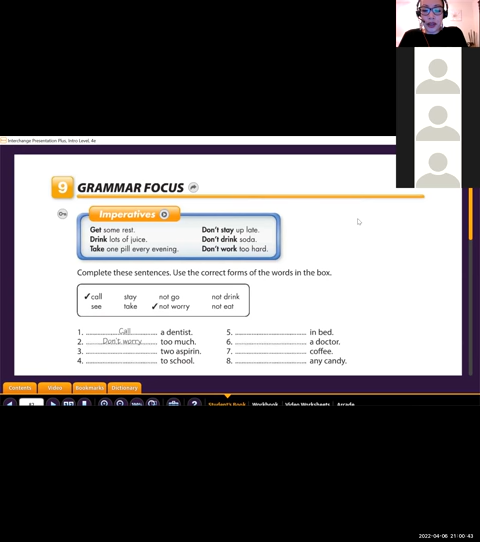 Interchange Presentation Plus, Intro Level, 4e
9 GRAMMAR FOCUS
Imperatives
Get some rest. Don't stay up late.
Drink lots of juice. Don't drink soda.
Take one pill every evening. Don't work too hard.
Complete these sentences. Use the correct forms of the words in the box.
✓ call stay not go not drink
see take ✓ not worry not eat
1. Call a dentist. 5. in bed.
2. Don't worry too much. 6. a doctor.
3. two aspirin. 7. coffee.
4. to school. 8. any candy.
Contents Video Bookmarks Dictionary
Student's Book Workbook Video Worksheets Arcade
2022-04-06 21:00:43